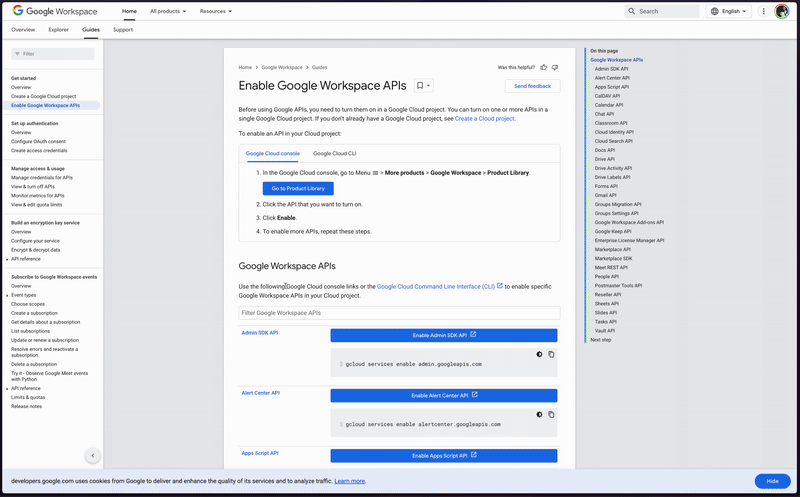 Google Workspace
Home
All products
Resources
Search
English
Overview
Explorer
Guides
Support
Filter
Get started
Overview
Create a Google Cloud project
Enable Google Workspace APIs
Set up authentication
Overview
Configure OAuth consent
Create access credentials
Manage access & usage
Manage credentials for APIs
View & turn off APIs
Monitor metrics for APIs
View & edit quota limits
Build an encryption key service
Overview
Configure your service
Encrypt & decrypt data
API reference
Subscribe to Google Workspace events
Overview
Event types
Choose scopes
Create a subscription
Get details about a subscription
List subscriptions
Update or renew a subscription
Resolve errors and reactivate a
subscription
Delete a subscription
Try it - Observe Google Meet events
with Python
API reference
Limits & quotas
Release notes
Home > Google Workspace > Guides
Was this helpful?
Enable Google Workspace APIs
Send feedback
Before using Google APIs, you need to turn them on in a Google Cloud project. You can turn on one or more APIs in a
single Google Cloud project. If you don't already have a Google Cloud project, see Create a Cloud project.
To enable an API in your Cloud project:
Google Cloud console
Google Cloud CLI
1. In the Google Cloud console, go to Menu ≡ > More products > Google Workspace > Product Library.
Go to Product Library
2. Click the API that you want to turn on.
3. Click Enable.
4. To enable more APIs, repeat these steps.
Google Workspace APIs
Use the following Google Cloud console links or the Google Cloud Command Line Interface (CLI) to enable specific
Google Workspace APIs in your Cloud project.
Filter Google Workspace APIs
Admin SDK API
Enable Admin SDK API
$ gcloud services enable admin.googleapis.com
Alert Center API
Enable Alert Center API
$ gcloud services enable alertcenter.googleapis.com
Apps Script API
Enable Apps Script API
On this page
Google Workspace APIs
Admin SDK API
Alert Center API
Apps Script API
CalDAV API
Calendar API
Chat API
Classroom API
Cloud Identity API
Cloud Search API
Docs API
Drive API
Drive Activity API
Drive Labels API
Forms API
Gmail API
Groups Migration API
Groups Settings API
Google Workspace Add-ons API
Google Keep API
Enterprise License Manager API
Marketplace API
Marketplace SDK
Meet REST API
People API
Postmaster Tools API
Reseller API
Sheets API
Slides API
Tasks API
Vault API
Next step
developers.google.com uses cookies from Google to deliver and enhance the quality of its services and to analyze traffic. Learn more.
Hide